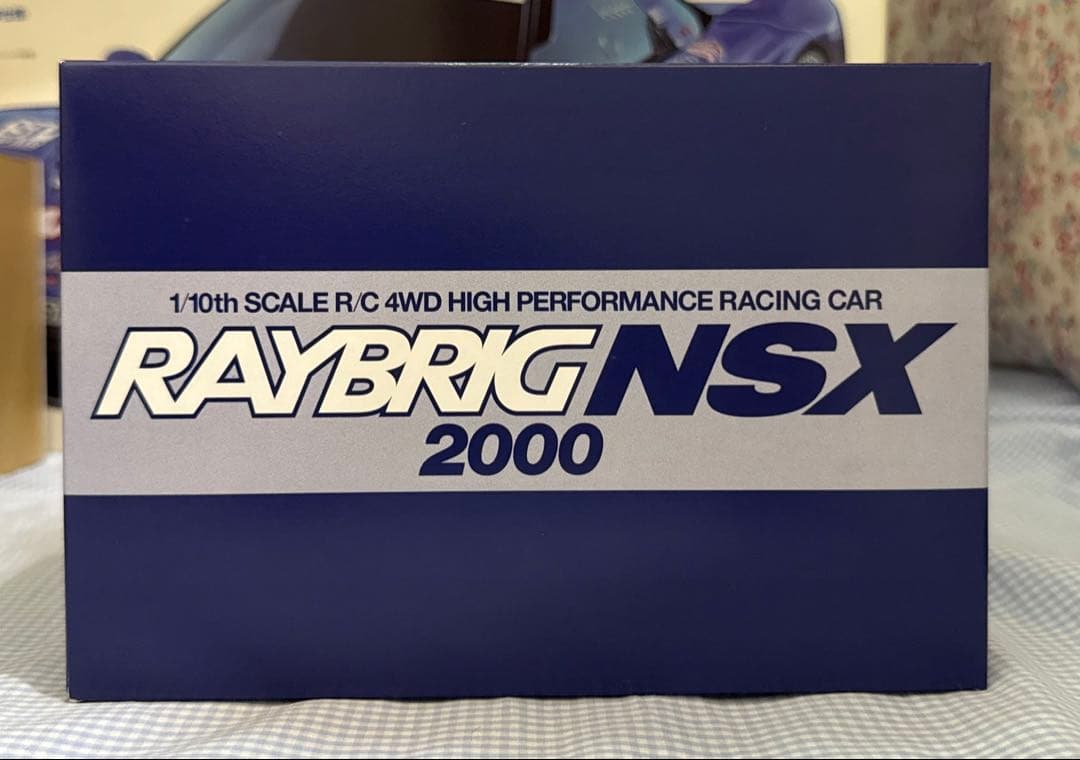 1/10th SCALE R/C 4WD HIGH PERFORMANCE RACING CAR
RAYBRIG NSX
2000